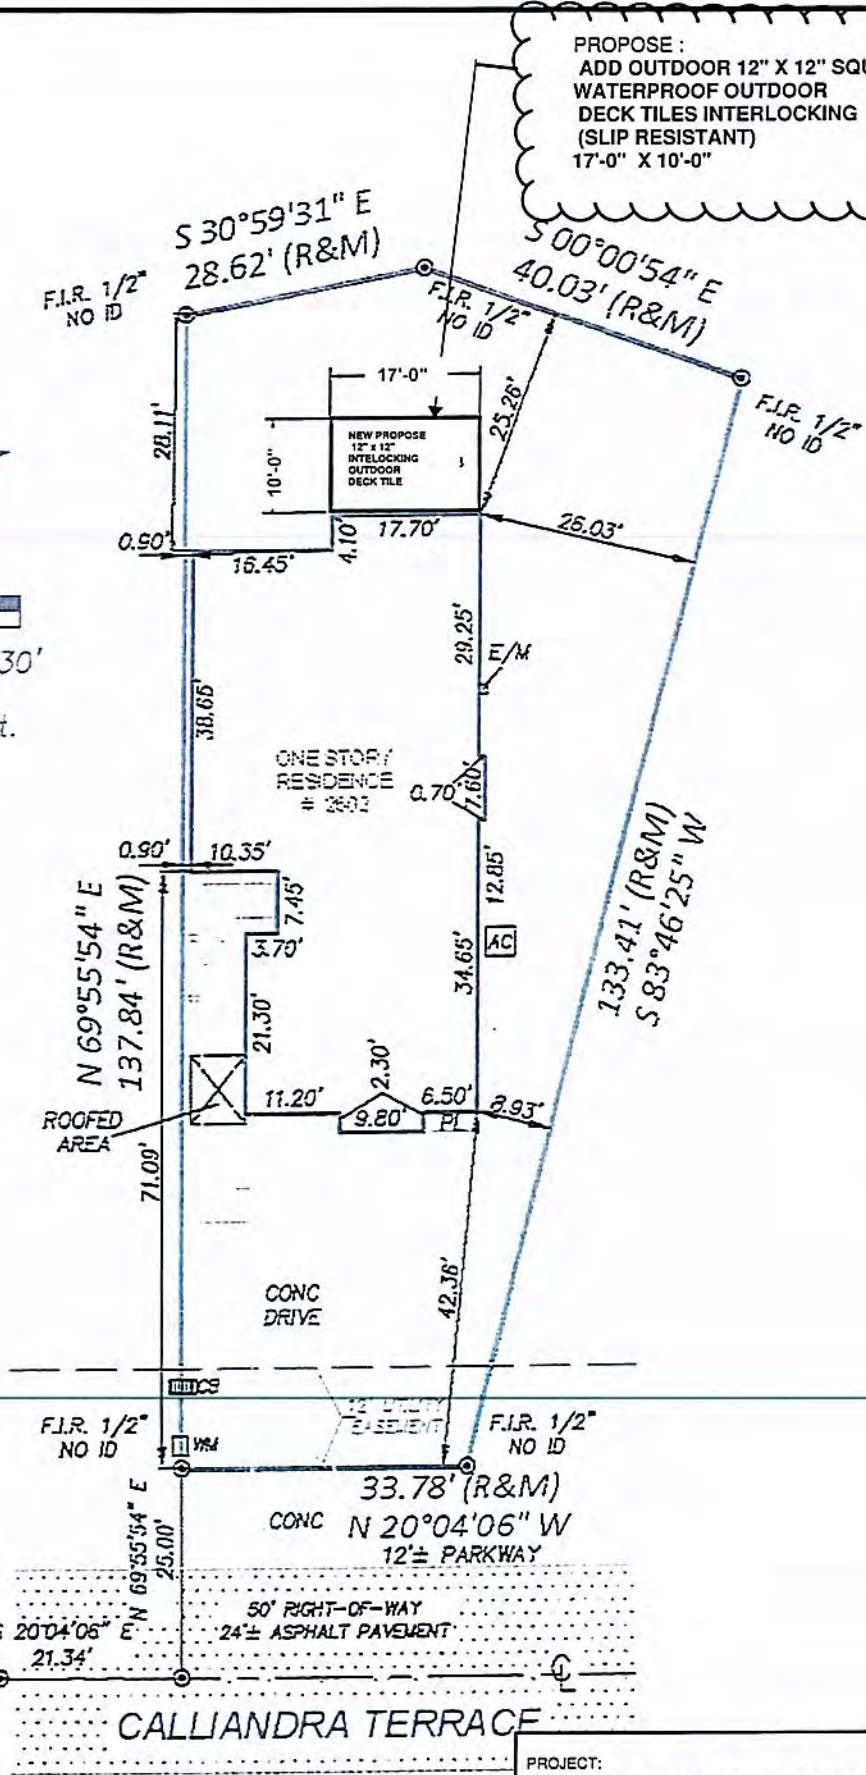 PROPOSE :
ADD OUTDOOR 12" X 12"
WATERPROOF OUTDOOR
DECK TILES INTERLOCKING
(SLIP RESISTANT)
17'-0" X 10'-0"
S 30°59'31" E
28.62' (R&M)
S 00°00'54" E
40.03' (R&M)
F.I.R. 1/2"
NO ID
F.I.R. 1/2"
NO ID
F.I.R. 1/2"
NO ID
17'-0"
25.26'
28.11'
10'-0"
NEW PROPOSE
12" x 12"
INTELOCKING
OUTDOOR
DECK TILE
0.90'
16.45'
4.10'
17.70'
26.03'
29.25'
E/M
30'
t.
38.65'
ONE STORY
RESIDENCE
0.70'
7.60'
0.90'
10.35'
7.45'
12.85'
3.70'
34.65'
AC
N 69°55'54" E
137.84' (R&M)
133.41' (R&M)
S 83°46'25" W
21.30'
2.30'
11.20'
9.80'
6.50'
8.93'
PL
ROOFED
AREA
71.09'
42.36'
CONC
DRIVE
CB
12' UTILITY
EASEMENT
F.I.R. 1/2"
NO ID
WM
F.I.R. 1/2"
NO ID
33.78' (R&M)
CONC
N 20°04'06" W
12'± PARKWAY
N 69°55'54" E
25.00'
50' RIGHT-OF-WAY
24'± ASPHALT PAVEMENT
20°04'06" E
21.34'
CALLIANDRA TERRACE
PROJECT: